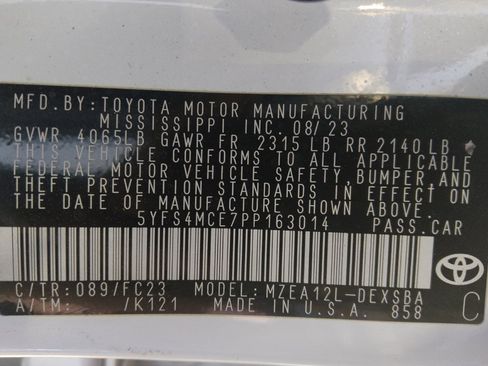 MFD.BY:TOYOTA MOTOR MANUFACTURING
MISSISSIPPI INC. 08/23
GVWR 4065LB GAWR FR 2315 LB RR 2140 LB
THIS VEHICLE CONFORMS TO ALL APPLICABLE
FEDERAL MOTOR VEHICLE SAFETY, BUMPER,AND
THEFT PREVENTION STANDARDS IN EFFECT ON
THE DATE OF MANUFACTURE SHOWN ABOVE.
5YFS4MCE7PP163014 PASS.CAR
C/TR:089/FC23 MODEL:MZEA12L-DEXSBA
A/TM: /K121 MADE IN U.S.A. 858
TOYOTA
C